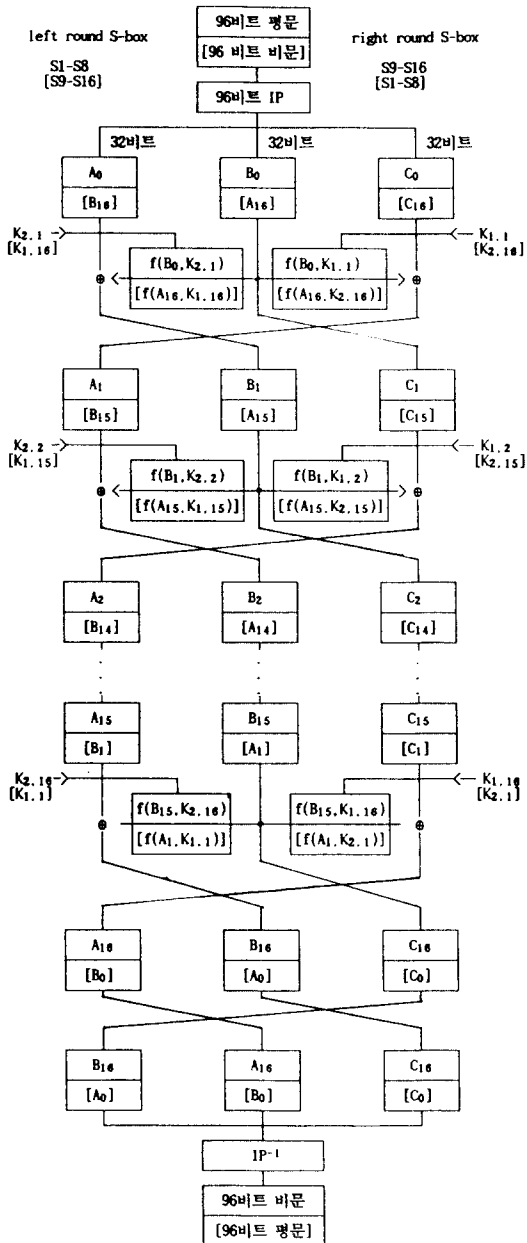 96비트 평문
[96 비트 비문]
left round S-box
S1-S8
[S9-S16]
right round S-box
S9-S16
[S1-S8]
96비트 IP
32비트 32비트 32비트
A₀ B₀ C₀
[B₁₆] [A₁₆] [C₁₆]
K₂.₁ K₁.₁
[K₁.₁₆] [K₂.₁₆]
f(B₀,K₂.₁) f(B₀,K₁.₁)
[f(A₁₆,K₁.₁₆)] [f(A₁₆,K₂.₁₆)]
⊕ ⊕
A₁ B₁ C₁
[B₁₅] [A₁₅] [C₁₅]
K₂.₂ K₁.₂
[K₁.₁₅] [K₂.₁₅]
f(B₁,K₂.₂) f(B₁,K₁.₂)
[f(A₁₅,K₁.₁₅)] [f(A₁₅,K₂.₁₅)]
⊕ ⊕
A₂ B₂ C₂
[B₁₄] [A₁₄] [C₁₄]
A₁₅ B₁₅ C₁₅
[B₁] [A₁] [C₁]
K₂.₁₆ K₁.₁₆
[K₁.₁] [K₂.₁]
f(B₁₅,K₂.₁₆) f(B₁₅,K₁.₁₆)
[f(A₁,K₁.₁)] [f(A₁,K₂.₁)]
⊕ ⊕
A₁₆ B₁₆ C₁₆
[B₀] [A₀] [C₀]
B₁₆ A₁₆ C₁₆
[A₀] [B₀] [C₀]
IP⁻¹
96비트 비문
[96비트 평문]